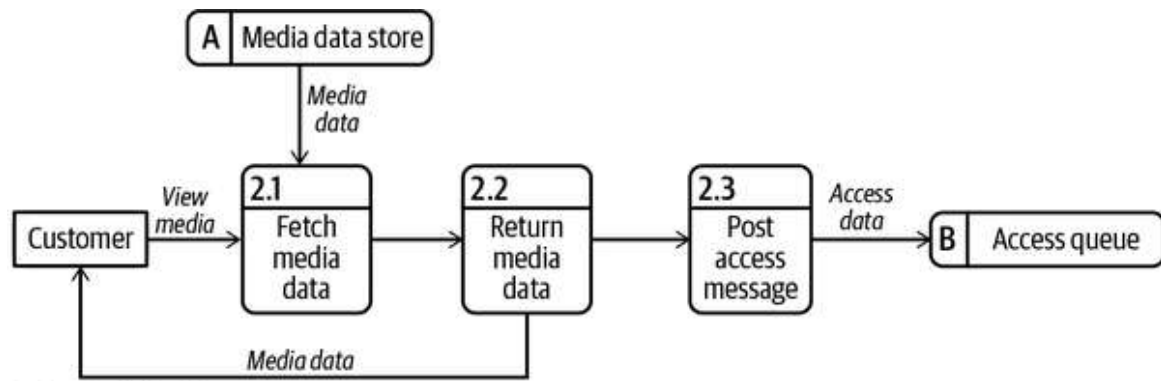 A Media data store
Media
data
View
media
Customer
2.1
Fetch
media
data
2.2
Return
media
data
2.3
Post
access
message
Access
data
B Access queue
Media data